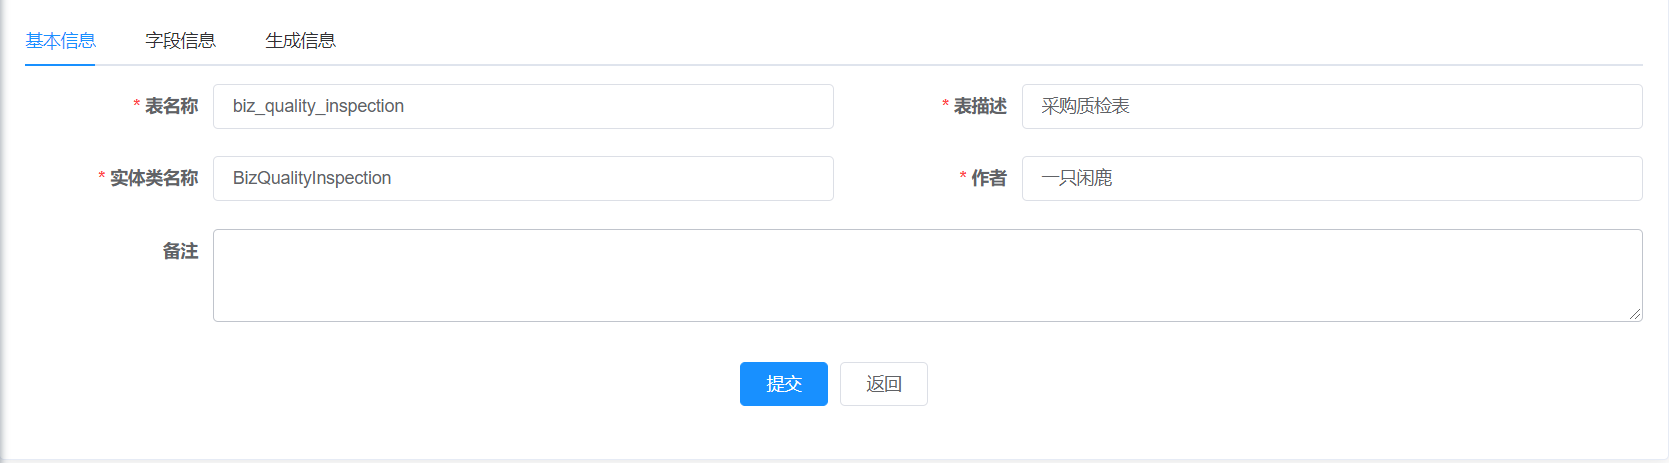 基本信息 字段信息 生成信息
* 表名称 biz_quality_inspection * 表描述 采购质检表
* 实体类名称 BizQualityInspection * 作者 一只闲鹿
备注
提交 返回